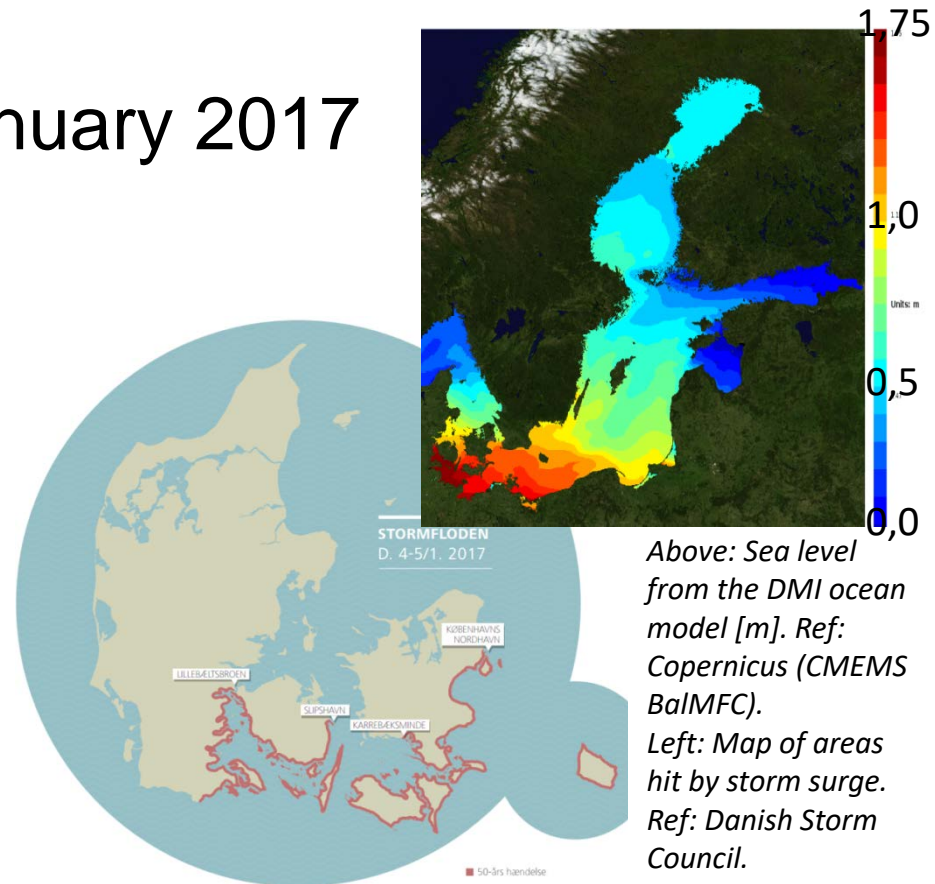 nuary 2017
1,75
1,0
Units: m
0,5
0,0
STORMFLODEN
D. 4-5/1. 2017
KØBENHAVNS
NORDHAVN
LILLEBÆLTSBROEN
SLIPSHAVN
KARREBÆKSMINDE
50-års hændelse
Above: Sea level
from the DMI ocean
model [m]. Ref:
Copernicus (CMEMS
BalMFC).
Left: Map of areas
hit by storm surge.
Ref: Danish Storm
Council.